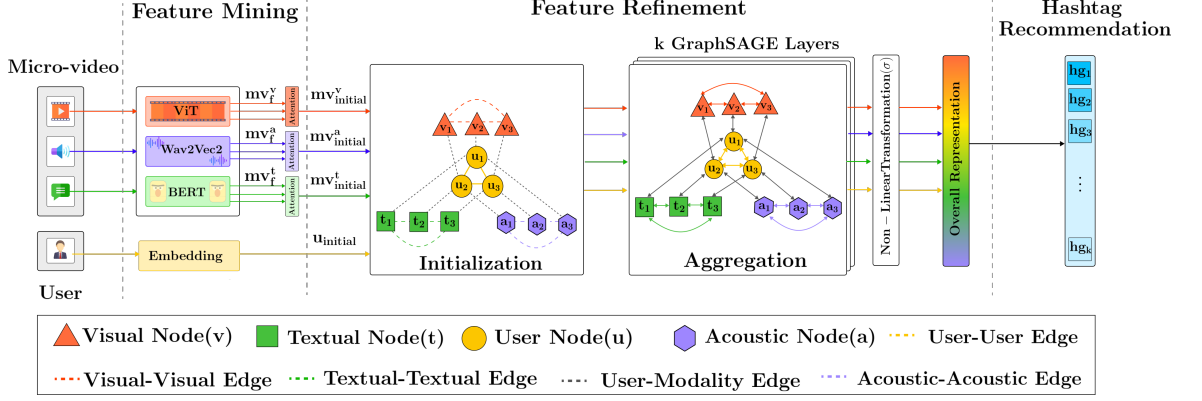 Feature Mining
Feature Refinement
Hashtag
Recommendation
Micro-video
User
ViT
Wav2Vec2
BERT
Embedding
mv_f^v
mv_f^a
mv_f^t
Attention
Attention
Attention
mv_initial^v
mv_initial^a
mv_initial^t
u_initial
v1 v2 v3
u1
u2 u3
t1 t2 t3
a1 a2 a3
Initialization
k GraphSAGE Layers
v1 v2 v3
u1
u2 u3
t1 t2 t3
a1 a2 a3
Aggregation
Non − LinearTransformation(σ)
Overall Representation
hg1
hg2
hg3
⋮
hgk
Visual Node(v) Textual Node(t) User Node(u) Acoustic Node(a) User-User Edge
Visual-Visual Edge Textual-Textual Edge User-Modality Edge Acoustic-Acoustic Edge